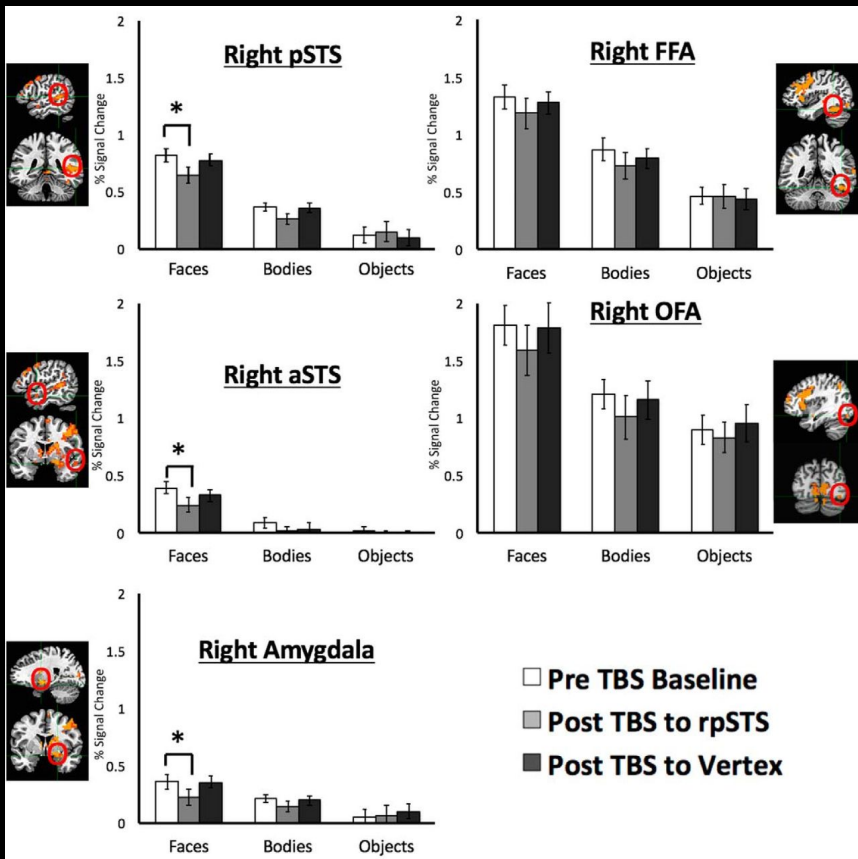 Right pSTS
% Signal Change
2
1.5
1
0.5
0
*
Faces Bodies Objects
Right FFA
% Signal Change
2
1.5
1
0.5
0
Faces Bodies Objects
Right aSTS
% Signal Change
2
1.5
1
0.5
0
*
Faces Bodies Objects
Right OFA
% Signal Change
2
1.5
1
0.5
0
Faces Bodies Objects
Right Amygdala
% Signal Change
2
1.5
1
0.5
0
*
Faces Bodies Objects
Pre TBS Baseline
Post TBS to rpSTS
Post TBS to Vertex